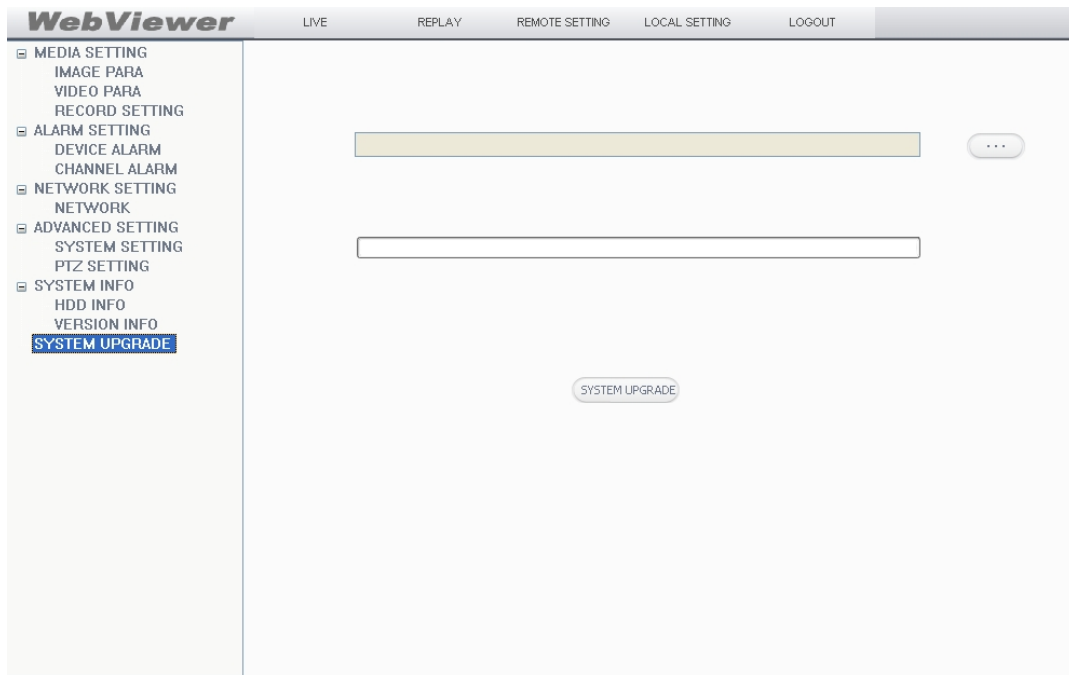 WebViewer LIVE REPLAY REMOTE SETTING LOCAL SETTING LOGOUT
MEDIA SETTING
IMAGE PARA
VIDEO PARA
RECORD SETTING
ALARM SETTING
DEVICE ALARM
CHANNEL ALARM
NETWORK SETTING
NETWORK
ADVANCED SETTING
SYSTEM SETTING
PTZ SETTING
SYSTEM INFO
HDD INFO
VERSION INFO
SYSTEM UPGRADE
...
SYSTEM UPGRADE